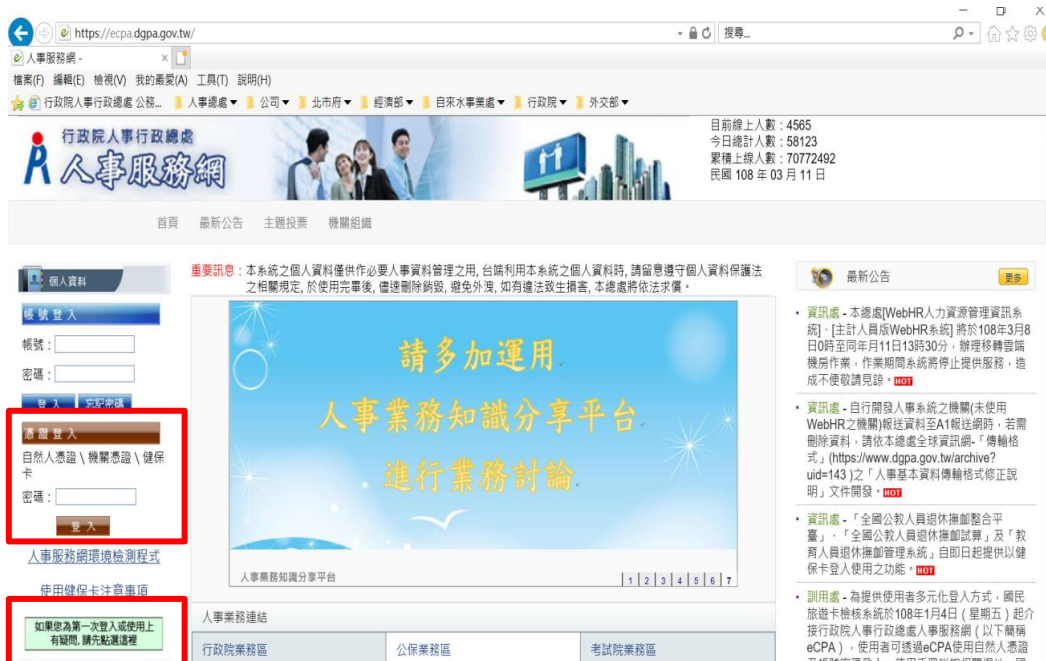 https://ecpa.dgpa.gov.tw/
搜尋...
人事服務網 -
檔案(F) 編輯(E) 檢視(V) 我的最愛(A) 工具(T) 說明(H)
行政院人事行政總處 公務... 人事總處 公司 北市府 經濟部 自來水事業處 行政院 外交部
行政院人事行政總處
人事服務網
目前線上人數：4565
今日總計人數：58123
累積上線人數：70772492
民國 108 年 03 月 11 日
首頁 最新公告 主題投票 機關組織
個人資料
帳號登入
帳號：
密碼：
登入 忘記密碼
憑證登入
自然人憑證 \ 機關憑證 \ 健保
卡
密碼：
登入
人事服務網環境檢測程式
使用健保卡注意事項
如果您為第一次登入或使用上
有疑問, 請先點選這裡
重要訊息：本系統之個人資料僅供作必要人事資料管理之用, 台端利用本系統之個人資料時, 請留意遵守個人資料保護法
之相關規定, 於使用完畢後, 儘速刪除銷毀, 避免外洩, 如有違法致生損害, 本總處將依法求償。
請多加運用
人事業務知識分享平台
進行業務討論
人事業務知識分享平台
1 2 3 4 5 6 7
人事業務連結
行政院業務區 公保業務區 考試院業務區
最新公告 更多
資訊處 - 本總處[WebHR人力資源管理資訊系
統]、[主計人員版WebHR系統] 將於108年3月8
日0時至同年月11日13時30分，辦理移轉雲端
機房作業，作業期間系統將停止提供服務，造
成不便敬請見諒。HOT
資訊處 - 自行開發人事系統之機關(未使用
WebHR之機關)報送資料至A1報送網時，若需
刪除資料，請依本總處全球資訊網-「傳輸格
式」(https://www.dgpa.gov.tw/archive?
uid=143 )之「人事基本資料傳輸格式修正說
明」文件開發。HOT
資訊處 - 「全國公教人員退休撫卹整合平
臺」、「全國公教人員退休撫卹試算」及「教
育人員退休撫卹管理系統」自即日起提供以健
保卡登入使用之功能。HOT
訓用處 - 為提供使用者多元化登入方式，國民
旅遊卡檢核系統於108年1月4日（星期五）起介
接行政院人事行政總處人事服務網（以下簡稱
eCPA），使用者可透過eCPA使用自然人憑證